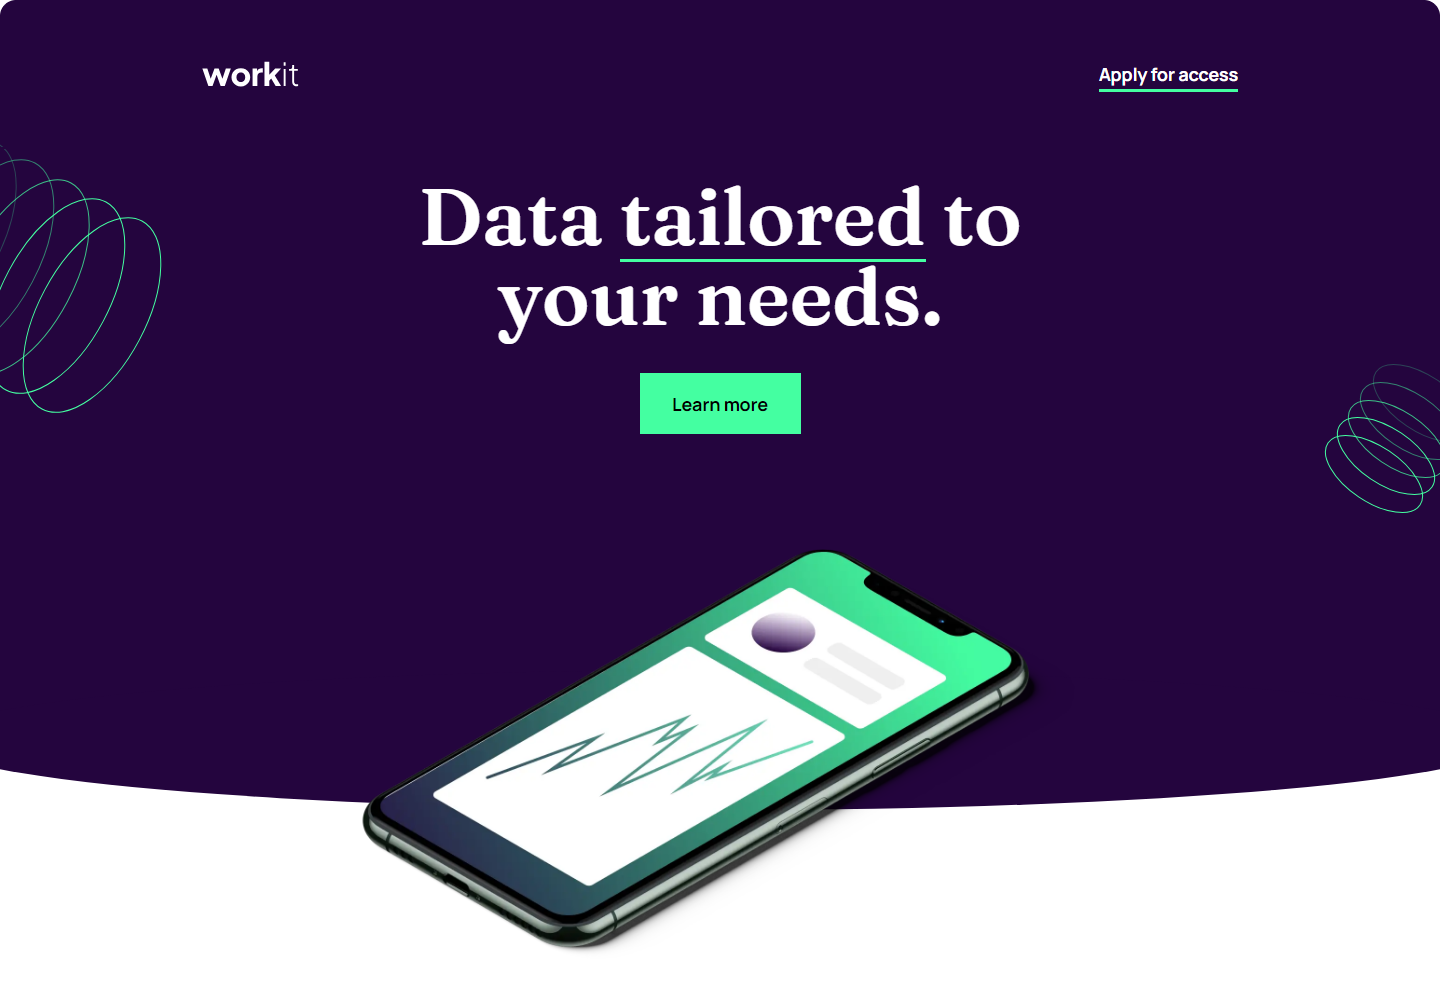 workit
Apply for access
Data tailored to
your needs.
Learn more